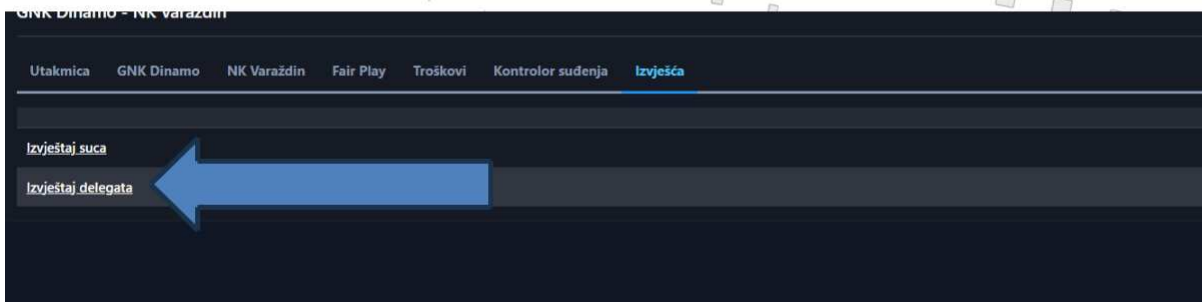 GNK Dinamo - NK Varaždin
Utakmica GNK Dinamo NK Varaždin Fair Play Troškovi Kontrolor suđenja Izvješća
Izvještaj suca
Izvještaj delegata